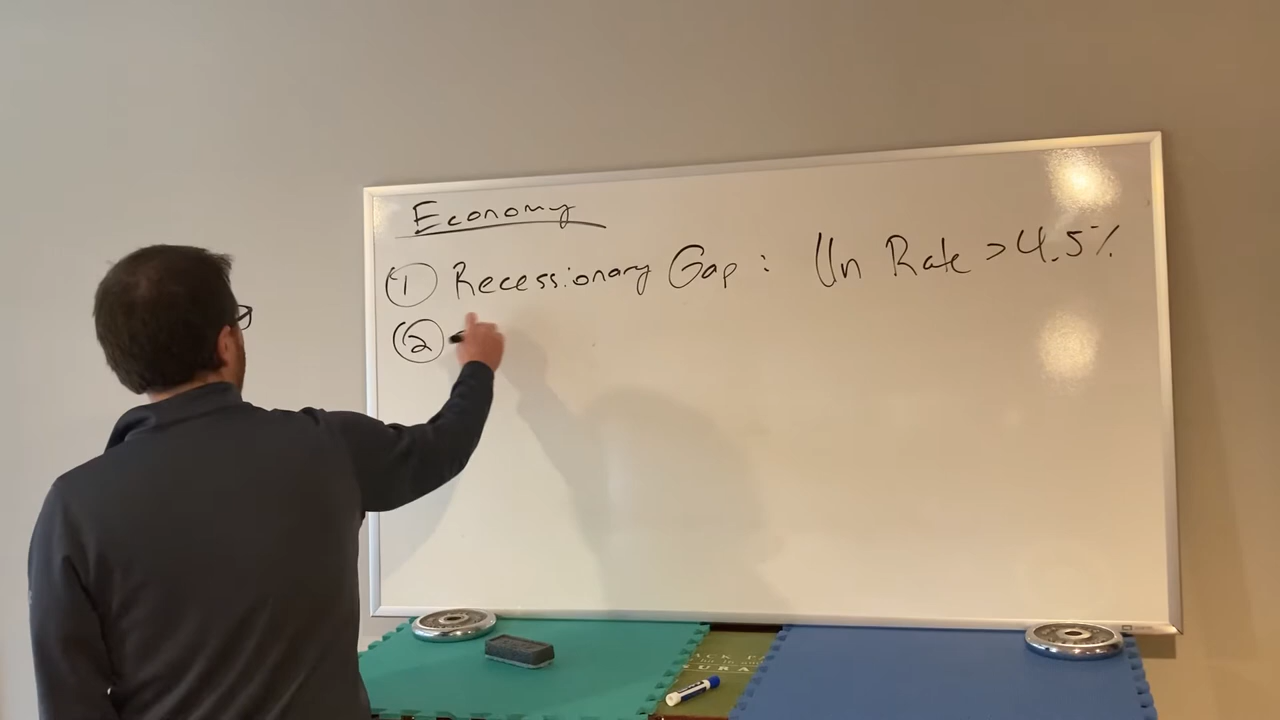 Economy
① Recessionary Gap : Un Rate > 4.5%
②